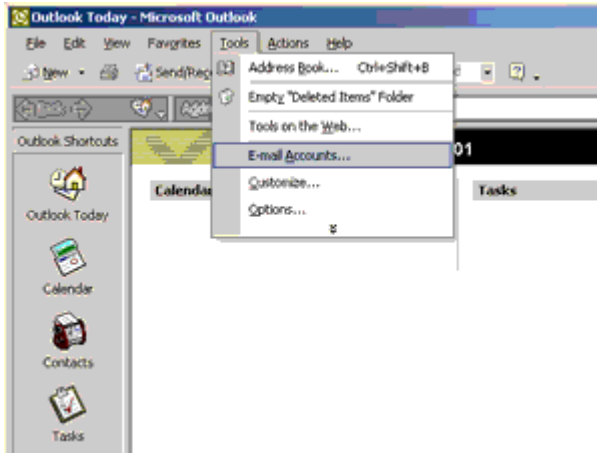 Outlook Today - Microsoft Outlook
File Edit View Favorites Tools Actions Help
New Send/Rec
Address Book... Ctrl+Shift+B
Empty "Deleted Items" Folder
Tools on the Web...
E-mail Accounts...
Customize...
Options...
Outlook Shortcuts
Outlook Today
Calendar
Contacts
Tasks
01
Calendar
Tasks